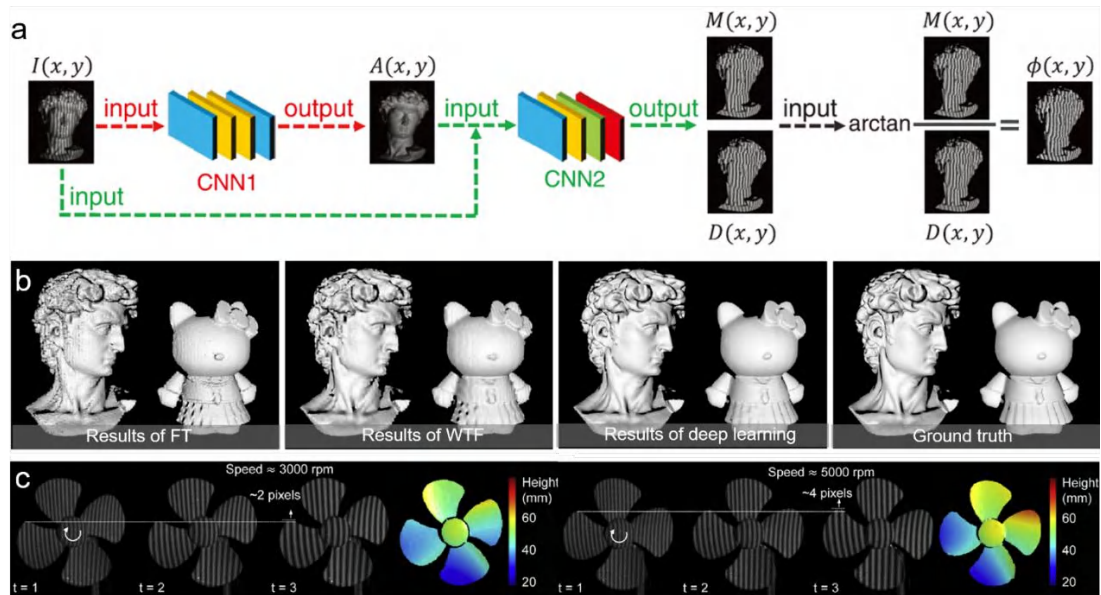 a
I(x, y)
input
CNN1
output
A(x, y)
input
input
CNN2
output
M(x, y)
D(x, y)
input
arctan
M(x, y)
D(x, y)
=
ϕ(x, y)
b
Results of FT
Results of WTF
Results of deep learning
Ground truth
c
Speed ≈ 3000 rpm
~2 pixels
t = 1
t = 2
t = 3
Height
(mm)
60
40
20
Speed ≈ 5000 rpm
~4 pixels
t = 1
t = 2
t = 3
Height
(mm)
60
40
20